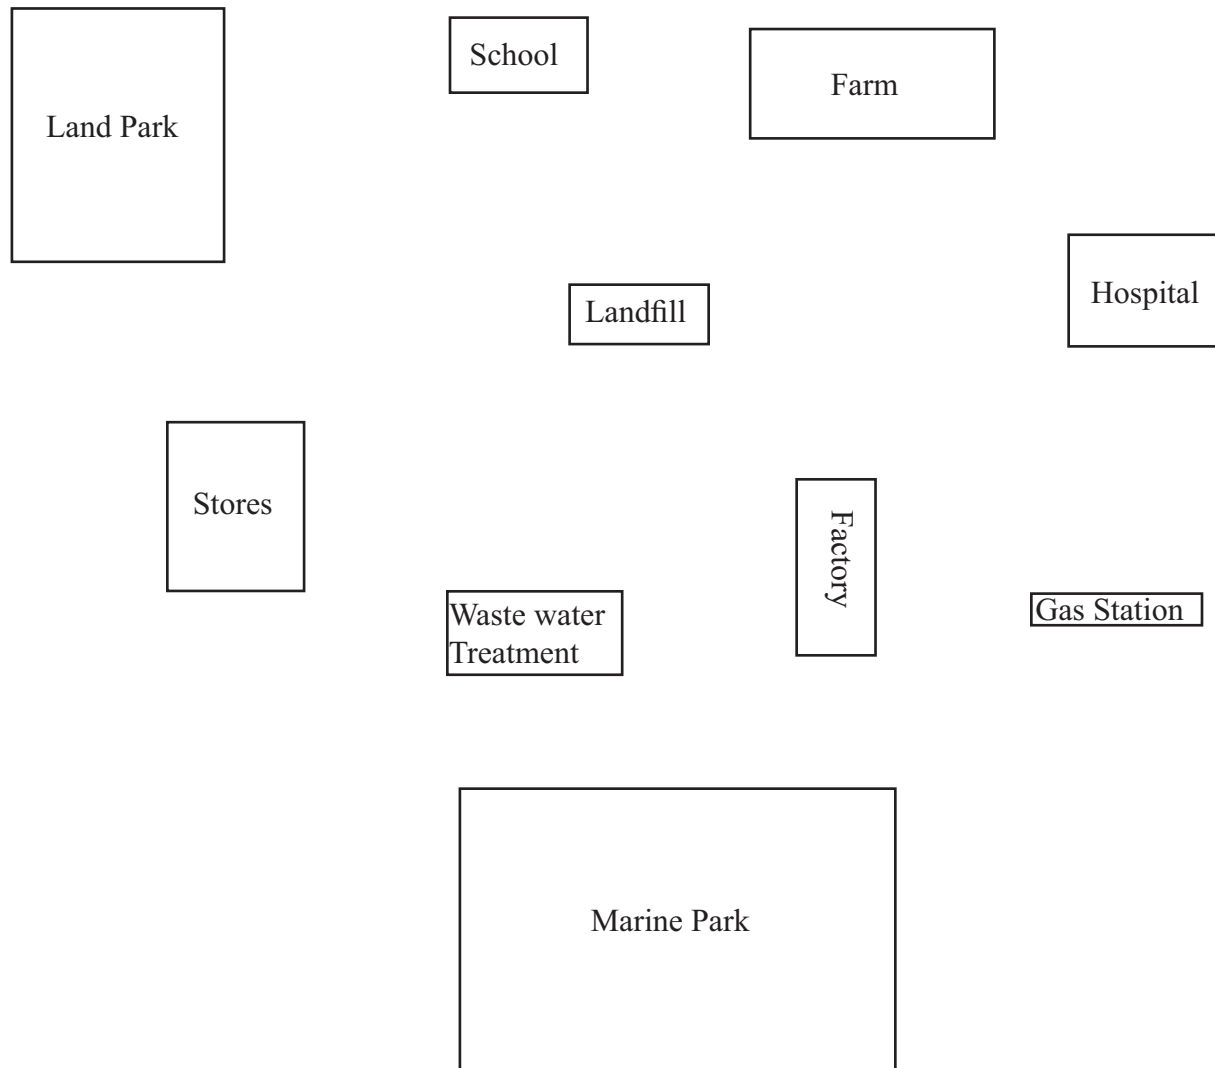 School
Farm
Land Park
Hospital
Landfill
Stores
Factory
Gas Station
Waste water
Treatment
Marine Park